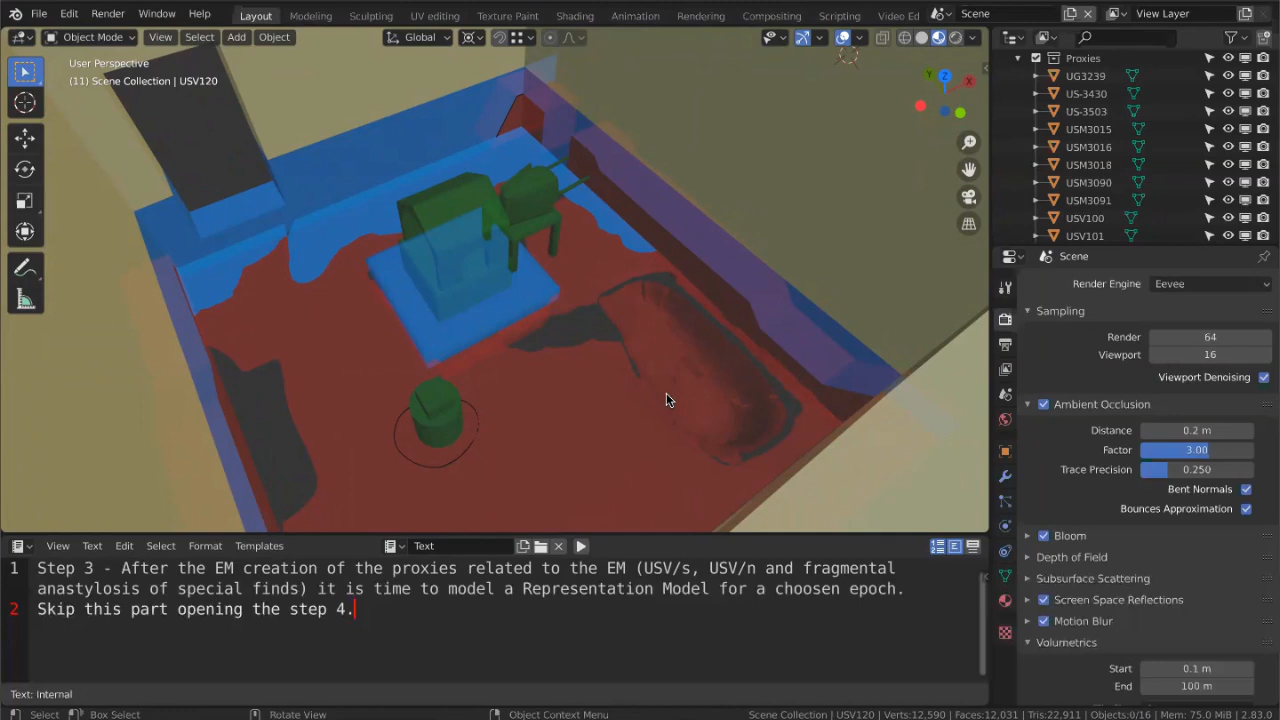 File Edit Render Window Help Layout Modeling Sculpting UV editing Texture Paint Shading Animation Rendering Compositing Scripting Video Ed Scene View Layer
Object Mode View Select Add Object Global
User Perspective
(11) Scene Collection | USV120
Y Z X
Proxies
UG3239
US-3430
US-3503
USM3015
USM3016
USM3018
USM3090
USM3091
USV100
USV101
Scene
Render Engine Eevee
Sampling
Render 64
Viewport 16
Viewport Denoising
Ambient Occlusion
Distance 0.2 m
Factor 3.00
Trace Precision 0.250
Bent Normals
Bounces Approximation
Bloom
Depth of Field
Subsurface Scattering
Screen Space Reflections
Motion Blur
Volumetrics
Start 0.1 m
End 100 m
View Text Edit Select Format Templates Text
1 Step 3 - After the EM creation of the proxies related to the EM (USV/s, USV/n and fragmental
anastylosis of special finds) it is time to model a Representation Model for a choosen epoch.
2 Skip this part opening the step 4.
Text: Internal
Select Box Select Rotate View Object Context Menu Scene Collection | USV120 | Verts:12,590 | Faces:12,031 | Tris:22,911 | Objects:0/16 | Mem: 75.0 MiB | 2.83.0